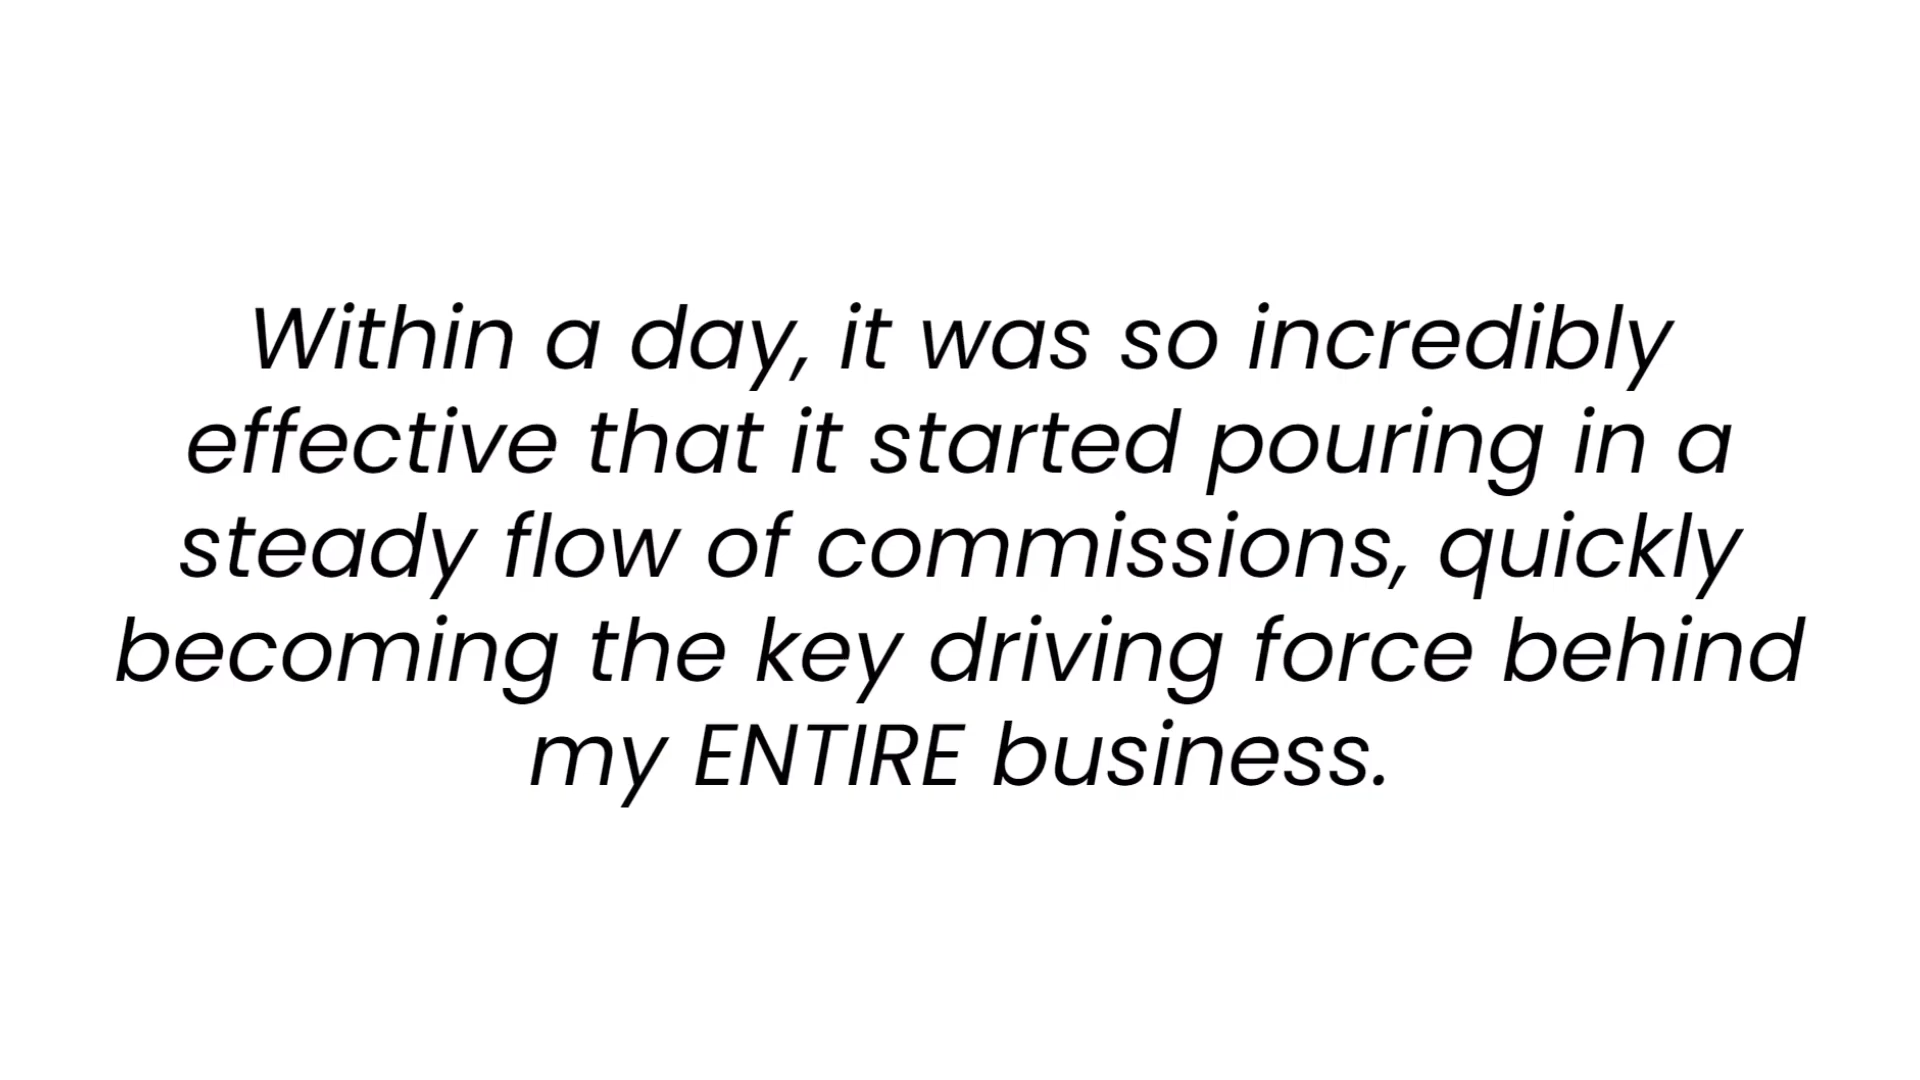 Within a day, it was so incredibly
effective that it started pouring in a
steady flow of commissions, quickly
becoming the key driving force behind
my ENTIRE business.